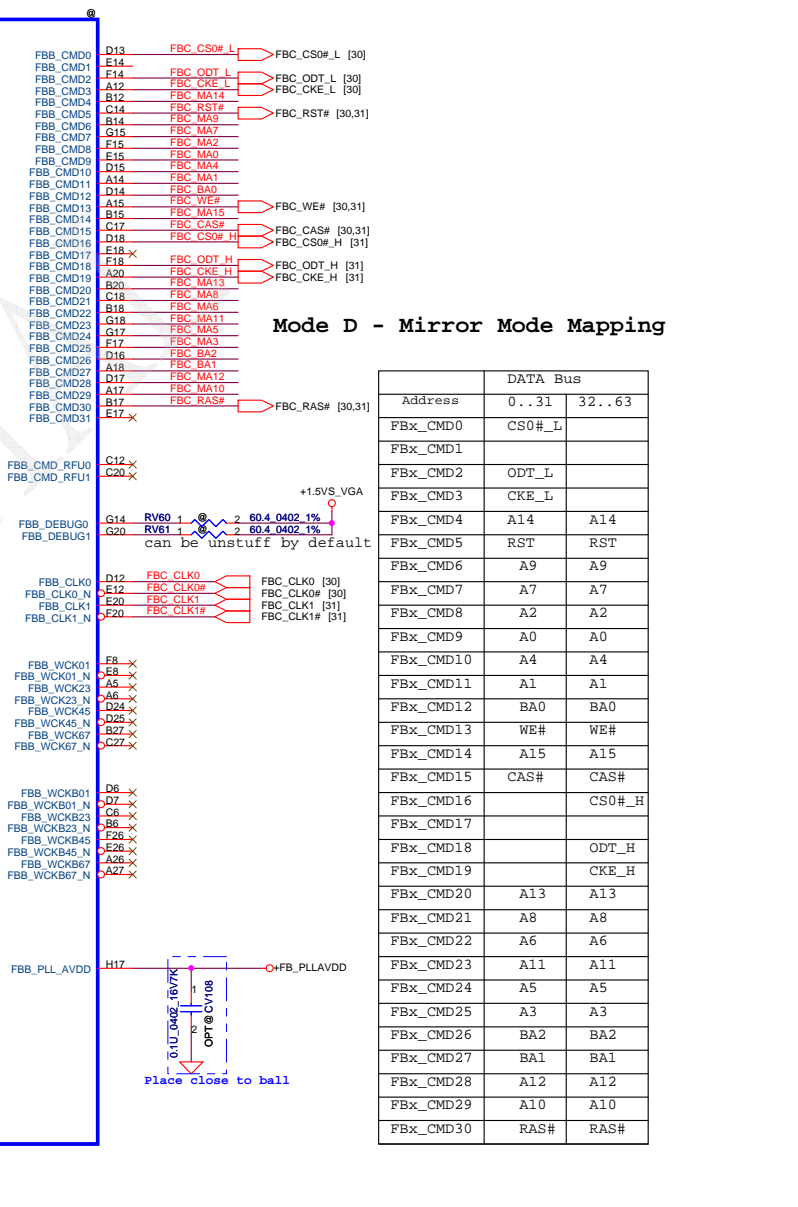 @
FBB_CMD0 D13 FBC_CS0#_L FBC_CS0#_L [30]
FBB_CMD1 E14
FBB_CMD2 F14 FBC_ODT_L FBC_ODT_L [30]
FBB_CMD3 A12 FBC_CKE_L FBC_CKE_L [30]
FBB_CMD4 B12 FBC_MA14
FBB_CMD5 C14 FBC_RST# FBC_RST# [30,31]
FBB_CMD6 B14 FBC_MA9
FBB_CMD7 G15 FBC_MA7
FBB_CMD8 F15 FBC_MA2
FBB_CMD9 E15 FBC_MA0
FBB_CMD10 D15 FBC_MA4
FBB_CMD11 A14 FBC_MA1
FBB_CMD12 D14 FBC_BA0
FBB_CMD13 A15 FBC_WE# FBC_WE# [30,31]
FBB_CMD14 B15 FBC_MA15
FBB_CMD15 C17 FBC_CAS# FBC_CAS# [30,31]
FBB_CMD16 D18 FBC_CS0#_H FBC_CS0#_H [31]
FBB_CMD17 E18
FBB_CMD18 F18 FBC_ODT_H FBC_ODT_H [31]
FBB_CMD19 A20 FBC_CKE_H FBC_CKE_H [31]
FBB_CMD20 B20 FBC_MA13
FBB_CMD21 C18 FBC_MA8
FBB_CMD22 B18 FBC_MA6
FBB_CMD23 G18 FBC_MA11
FBB_CMD24 G17 FBC_MA5
FBB_CMD25 F17 FBC_MA3
FBB_CMD26 D16 FBC_BA2
FBB_CMD27 A18 FBC_BA1
FBB_CMD28 D17 FBC_MA12
FBB_CMD29 A17 FBC_MA10
FBB_CMD30 B17 FBC_RAS# FBC_RAS# [30,31]
FBB_CMD31 E17
FBB_CMD_RFU0 C12
FBB_CMD_RFU1 C20
+1.5VS_VGA
FBB_DEBUG0 G14 RV60 1 @ 2 60.4_0402_1%
FBB_DEBUG1 G20 RV61 1 @ 2 60.4_0402_1%
can be unstuff by default
FBB_CLK0 D12 FBC_CLK0 FBC_CLK0 [30]
FBB_CLK0_N E12 FBC_CLK0# FBC_CLK0# [30]
FBB_CLK1 E20 FBC_CLK1 FBC_CLK1 [31]
FBB_CLK1_N F20 FBC_CLK1# FBC_CLK1# [31]
FBB_WCK01 F8
FBB_WCK01_N E8
FBB_WCK23 A5
FBB_WCK23_N A6
FBB_WCK45 D24
FBB_WCK45_N D25
FBB_WCK67 B27
FBB_WCK67_N C27
FBB_WCKB01 D6
FBB_WCKB01_N D7
FBB_WCKB23 C6
FBB_WCKB23_N B6
FBB_WCKB45 F26
FBB_WCKB45_N E26
FBB_WCKB67 A26
FBB_WCKB67_N A27
FBB_PLL_AVDD H17 +FB_PLLAVDD
1
2
0.1U_0402_16V7K
OPT@ CV108
Place close to ball
Mode D - Mirror Mode Mapping
DATA Bus
Address 0..31 32..63
FBx_CMD0 CS0#_L
FBx_CMD1
FBx_CMD2 ODT_L
FBx_CMD3 CKE_L
FBx_CMD4 A14 A14
FBx_CMD5 RST RST
FBx_CMD6 A9 A9
FBx_CMD7 A7 A7
FBx_CMD8 A2 A2
FBx_CMD9 A0 A0
FBx_CMD10 A4 A4
FBx_CMD11 A1 A1
FBx_CMD12 BA0 BA0
FBx_CMD13 WE# WE#
FBx_CMD14 A15 A15
FBx_CMD15 CAS# CAS#
FBx_CMD16 CS0#_H
FBx_CMD17
FBx_CMD18 ODT_H
FBx_CMD19 CKE_H
FBx_CMD20 A13 A13
FBx_CMD21 A8 A8
FBx_CMD22 A6 A6
FBx_CMD23 A11 A11
FBx_CMD24 A5 A5
FBx_CMD25 A3 A3
FBx_CMD26 BA2 BA2
FBx_CMD27 BA1 BA1
FBx_CMD28 A12 A12
FBx_CMD29 A10 A10
FBx_CMD30 RAS# RAS#